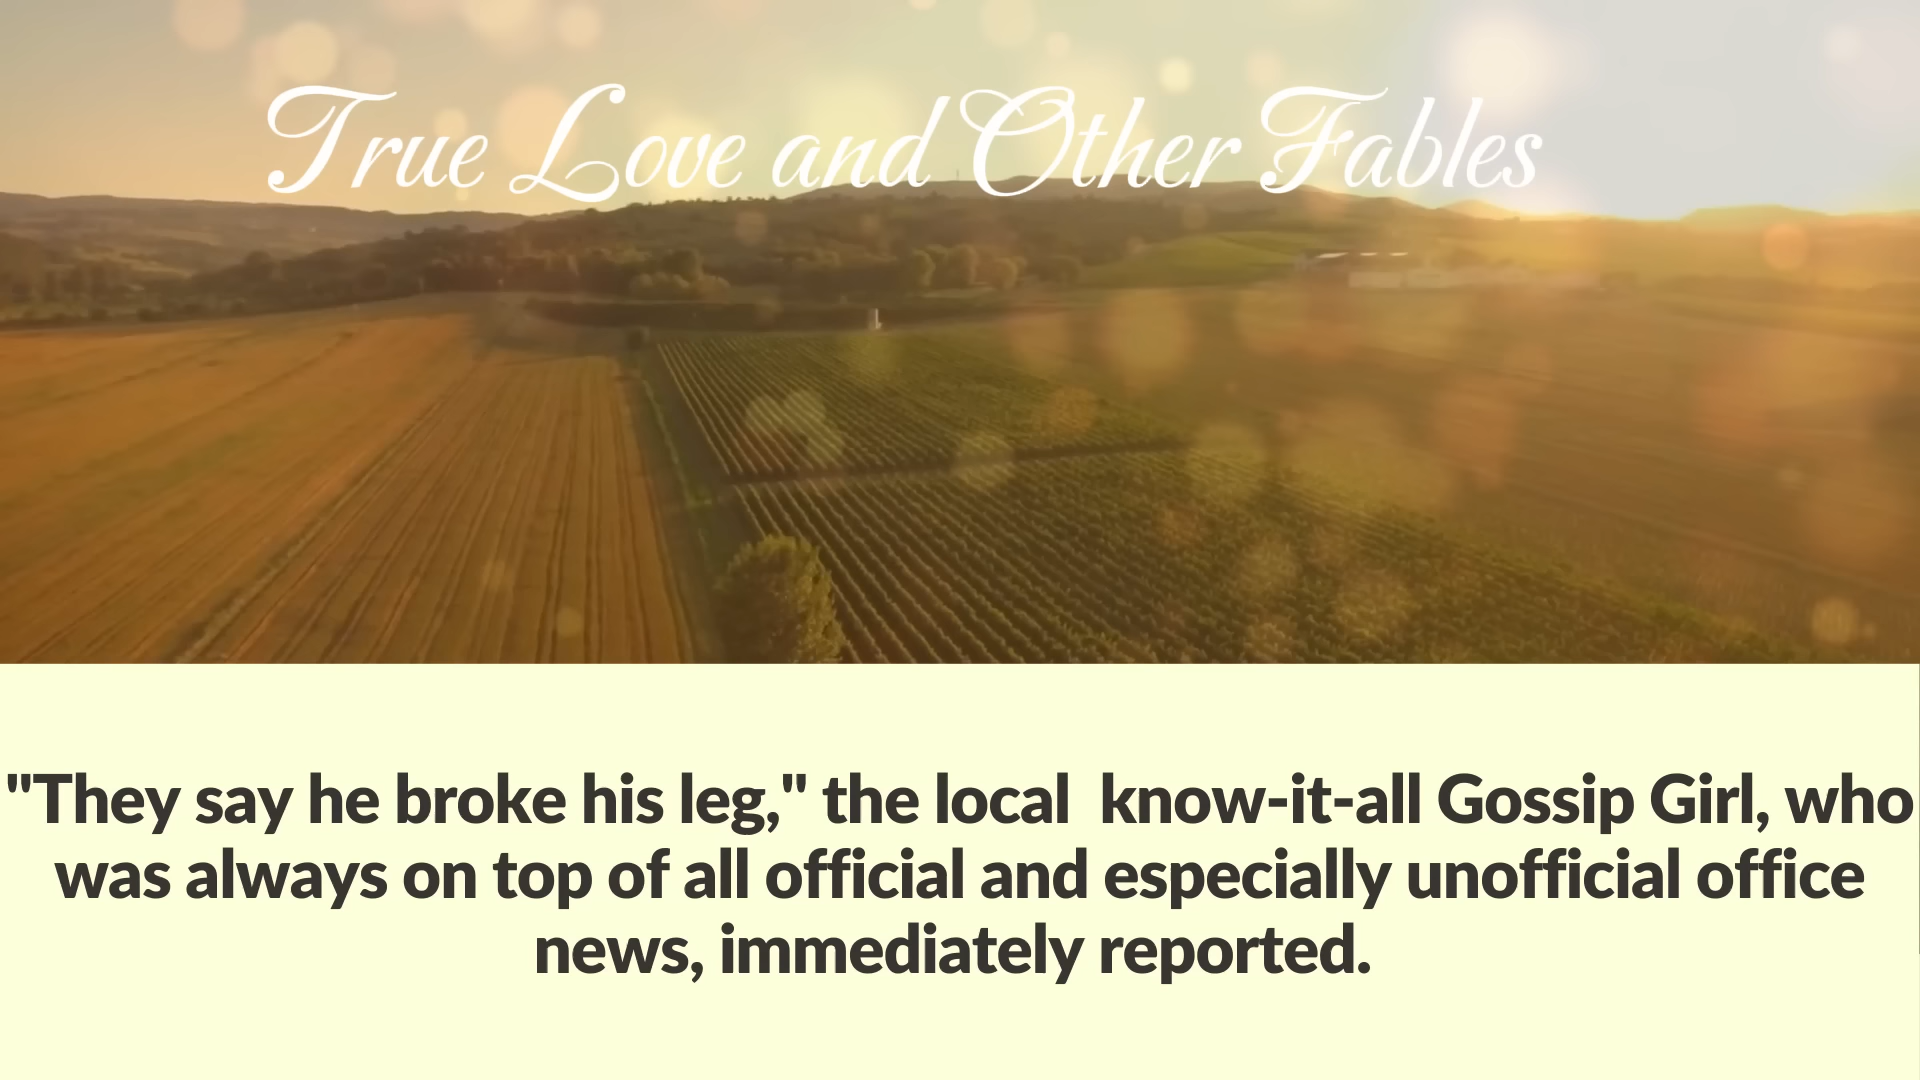 True Love and Other Fables
"They say he broke his leg," the local  know-it-all Gossip Girl, who
was always on top of all official and especially unofficial office
news, immediately reported.